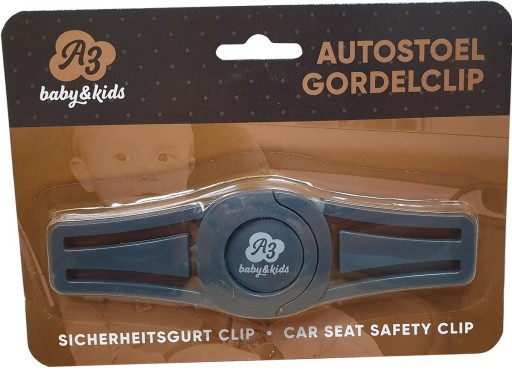 A3
baby&kids
AUTOSTOEL
GORDELCLIP
A3
baby&kids
SICHERHEITSGURT CLIP • CAR SEAT SAFETY CLIP